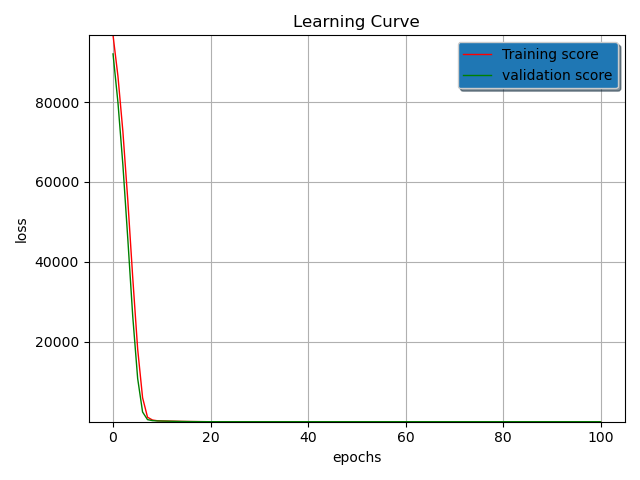 Learning Curve
Training score
validation score
80000
60000
40000
20000
loss
0 20 40 60 80 100
epochs